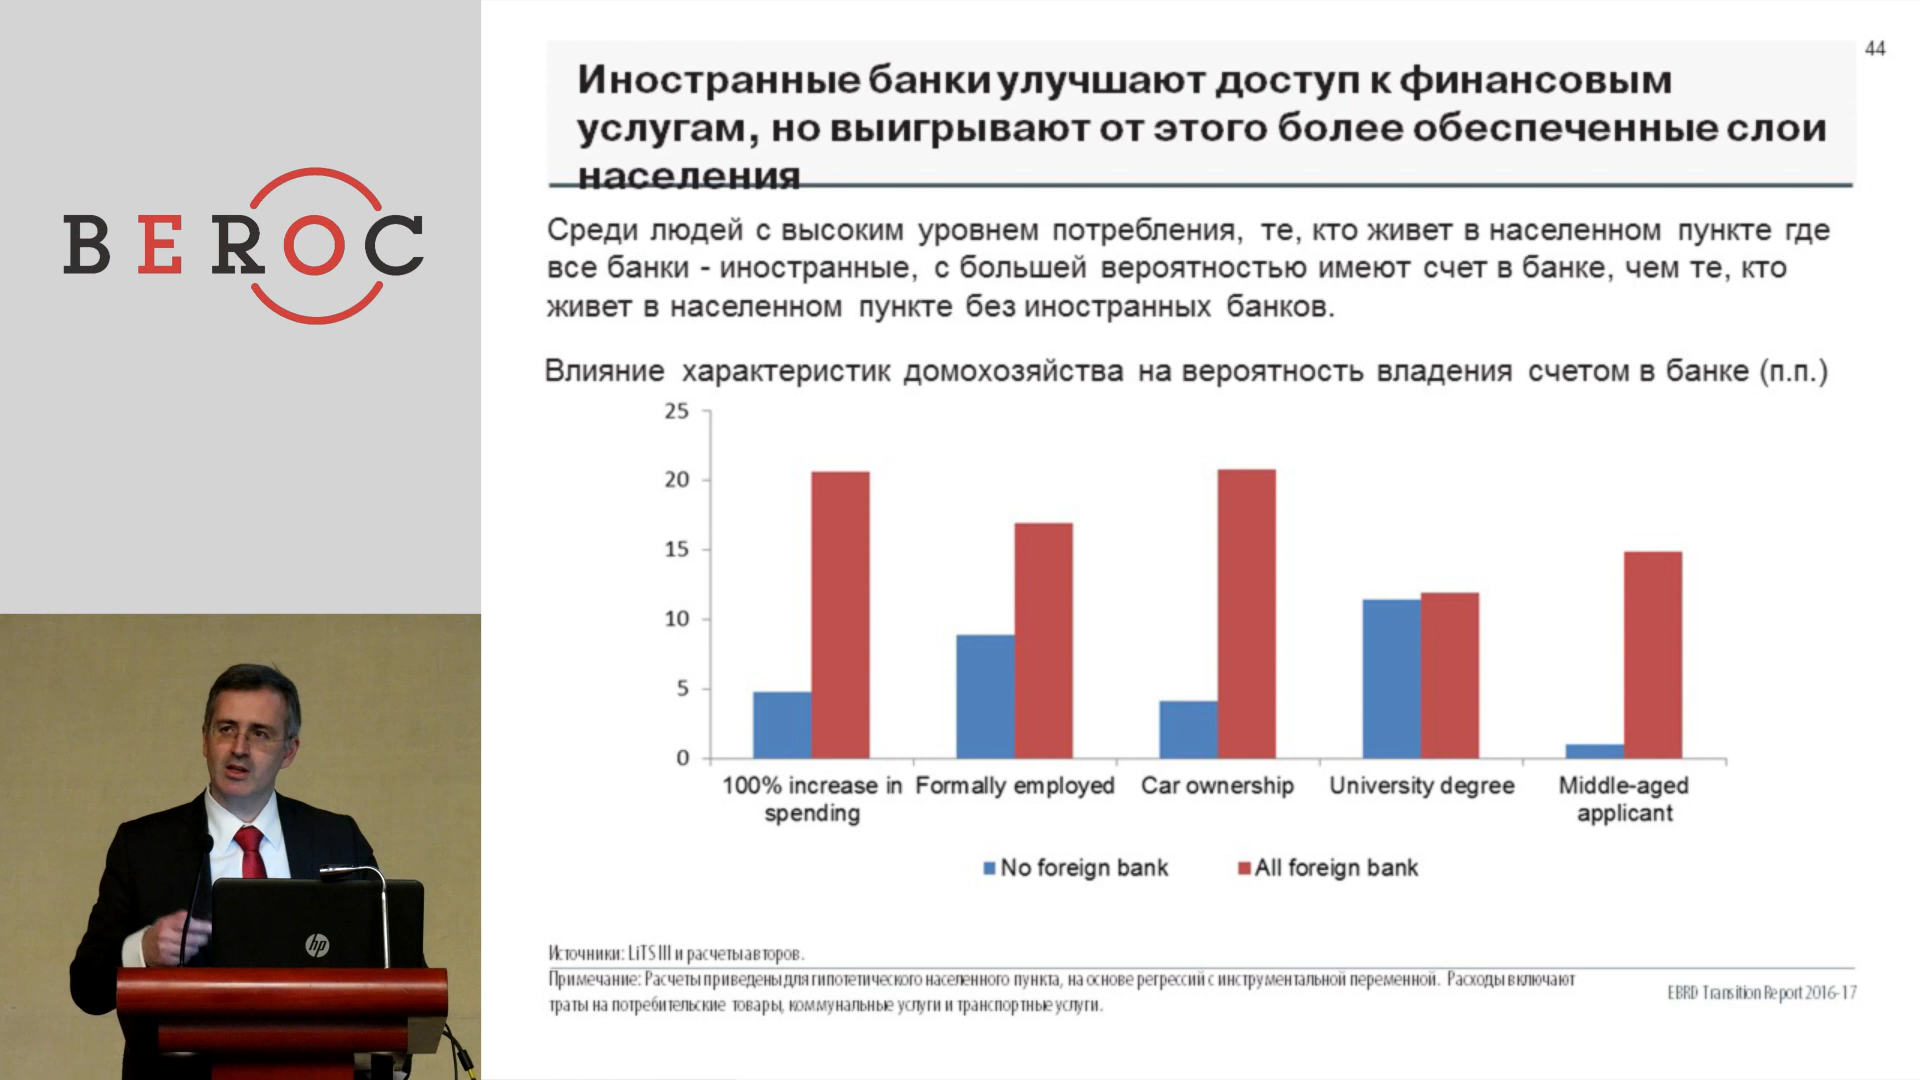 BEROC
44
Иностранные банки улучшают доступ к финансовым
услугам, но выигрывают от этого более обеспеченные слои
населения
Среди людей с высоким уровнем потребления, те, кто живет в населенном пункте где
все банки - иностранные, с большей вероятностью имеют счет в банке, чем те, кто
живет в населенном пункте без иностранных банков.
Влияние характеристик домохозяйства на вероятность владения счетом в банке (п.п.)
25
20
15
10
5
0
100% increase in
spending
Formally employed
Car ownership
University degree
Middle-aged
applicant
No foreign bank
All foreign bank
Источники: LiTS III и расчеты авторов.
Примечание: Расчеты приведены для гипотетического населенного пункта, на основе регрессий с инструментальной переменной. Расходы включают
траты на потребительские товары, коммунальные услуги и транспортные услуги.
EBRD Transition Report 2016-17
hp